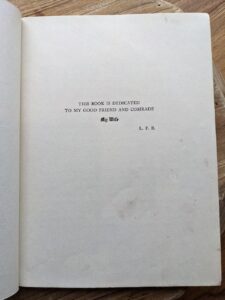 THIS BOOK IS DEDICATED
TO MY GOOD FRIEND AND COMRADE
My Wife
L. F. B.